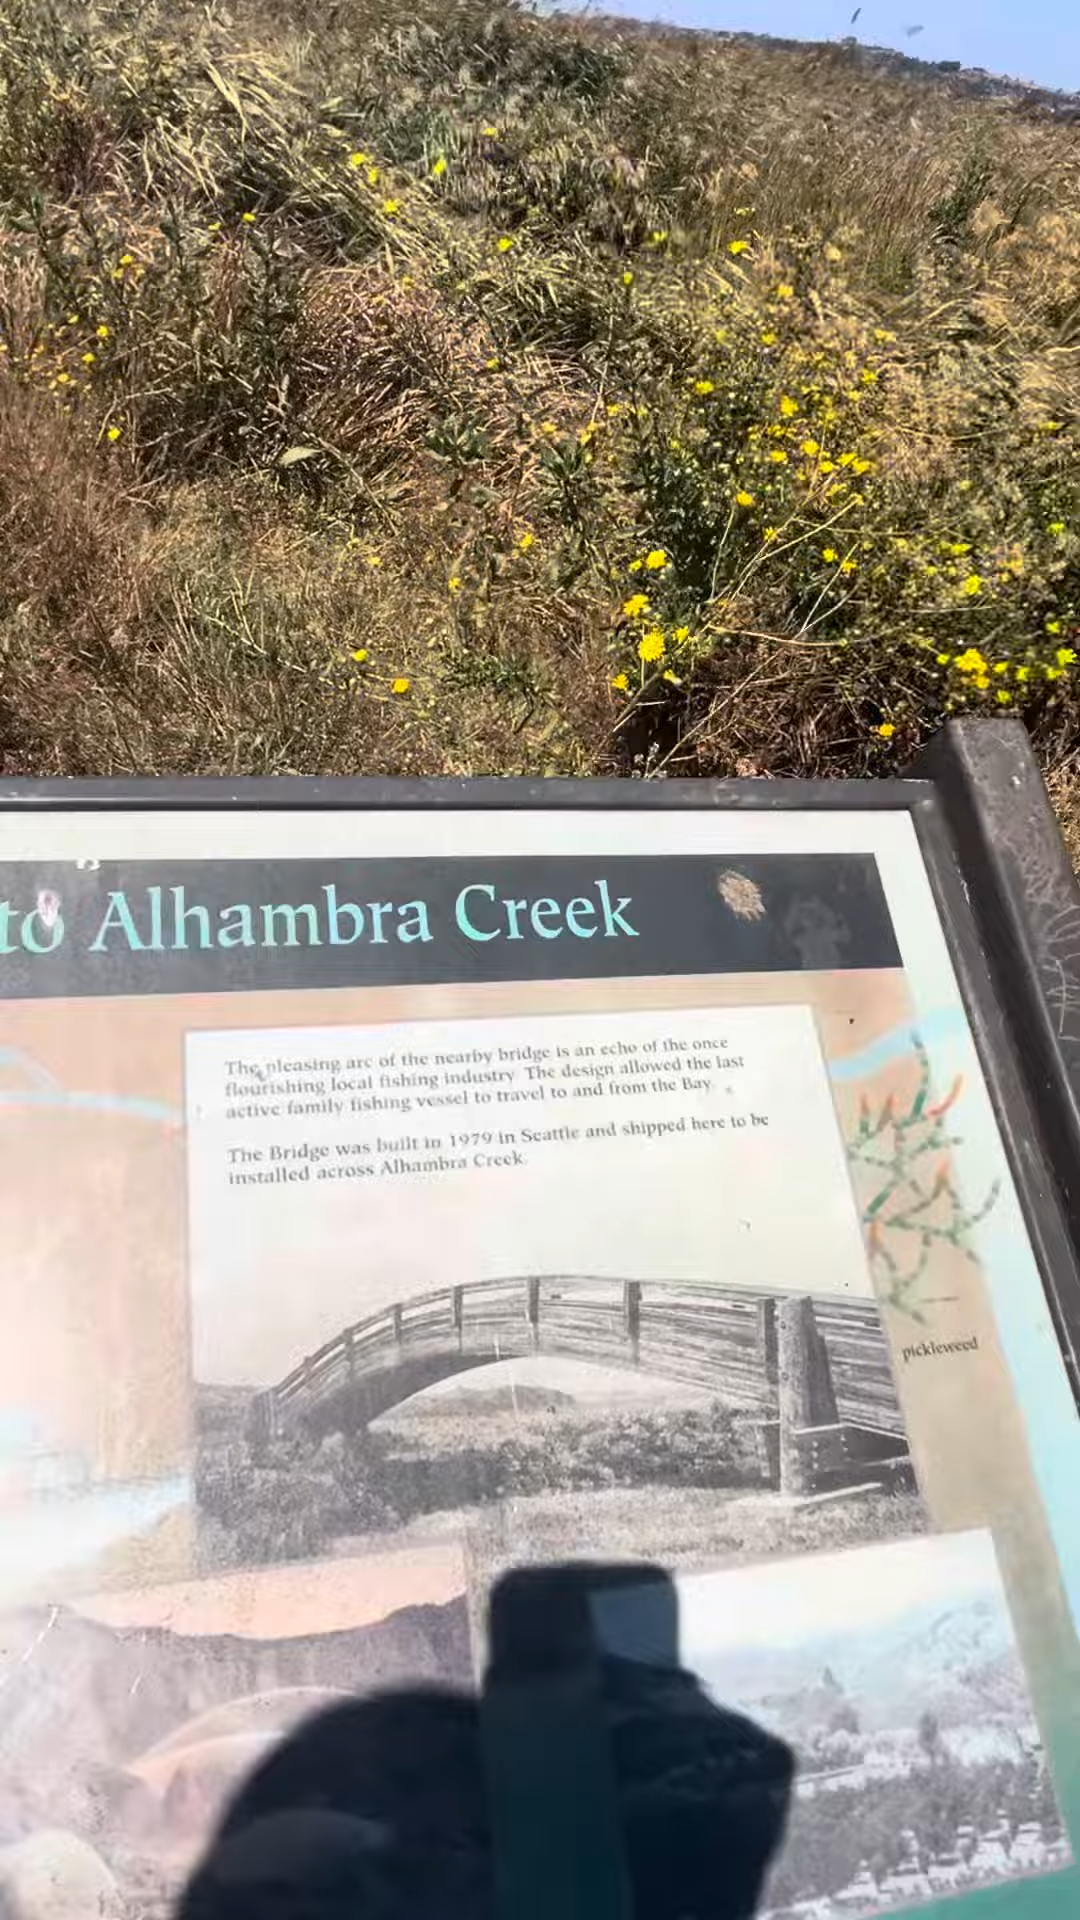 to Alhambra Creek
The pleasing arc of the nearby bridge is an echo of the once
flourishing local fishing industry. The design allowed the last
active family fishing vessel to travel to and from the Bay.
The Bridge was built in 1979 in Seattle and shipped here to be
installed across Alhambra Creek.
pickleweed